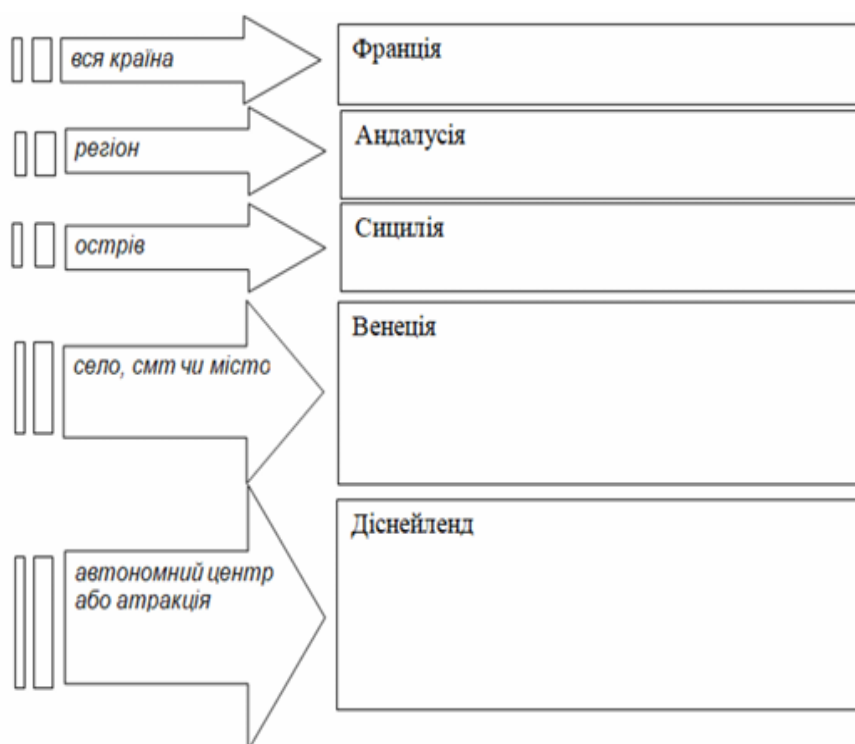 вся країна
Франція
регіон
Андалусія
острів
Сицилія
село, смт чи місто
Венеція
автономний центр
або атракція
Діснейленд